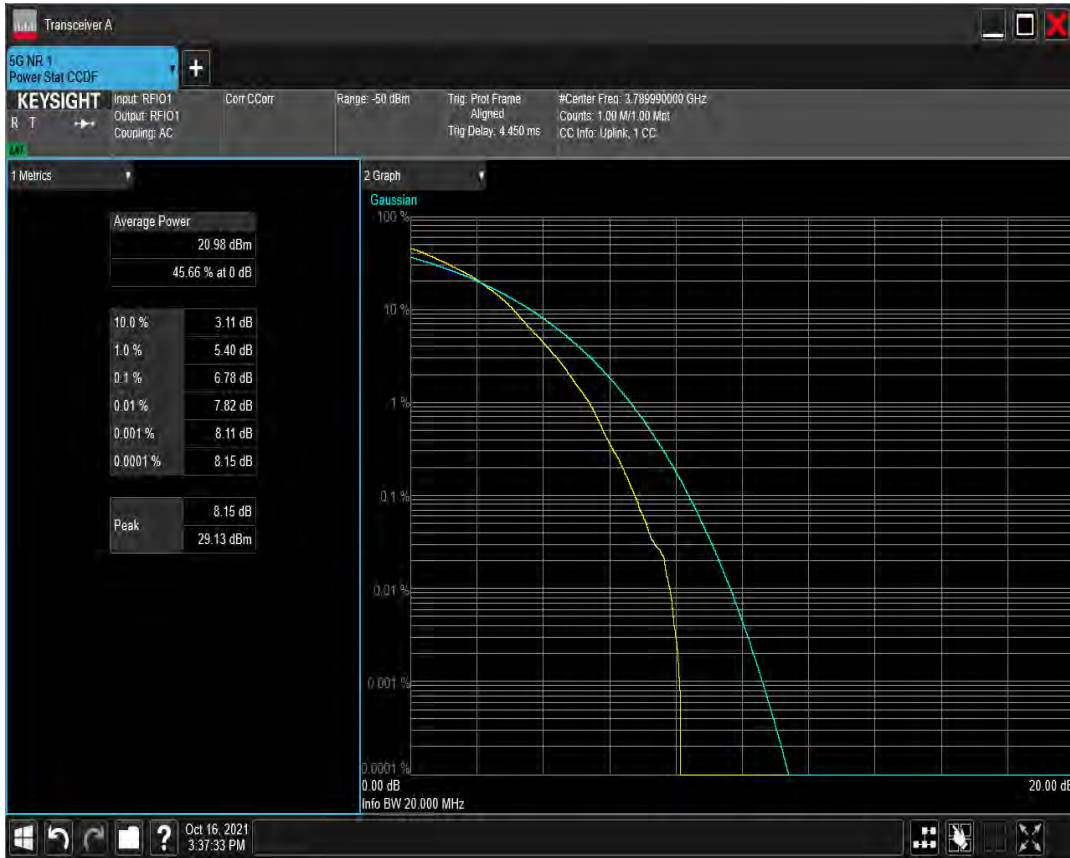 Transceiver A
5G NR 1
Power Stat CCDF
+
KEYSIGHT
R T
LXI
Input: RFIO1
Output: RFIO1
Coupling: AC
Corr CCorr
Range: -50 dBm
Trig: Prot Frame
Aligned
Trig Delay: 4.450 ms
#Center Freq: 3.789990000 GHz
Counts: 1.00 M/1.00 Mpt
CC Info: Uplink, 1 CC
1 Metrics
Average Power
20.98 dBm
45.66 % at 0 dB
10.0 % 3.11 dB
1.0 % 5.40 dB
0.1 % 6.78 dB
0.01 % 7.82 dB
0.001 % 8.11 dB
0.0001 % 8.15 dB
Peak 8.15 dB
29.13 dBm
2 Graph
Gaussian
100 %
10 %
1 %
0.1 %
0.01 %
0.001 %
0.0001 %
0.00 dB 20.00 dB
Info BW 20.000 MHz
?
Oct 16, 2021
3:37:33 PM